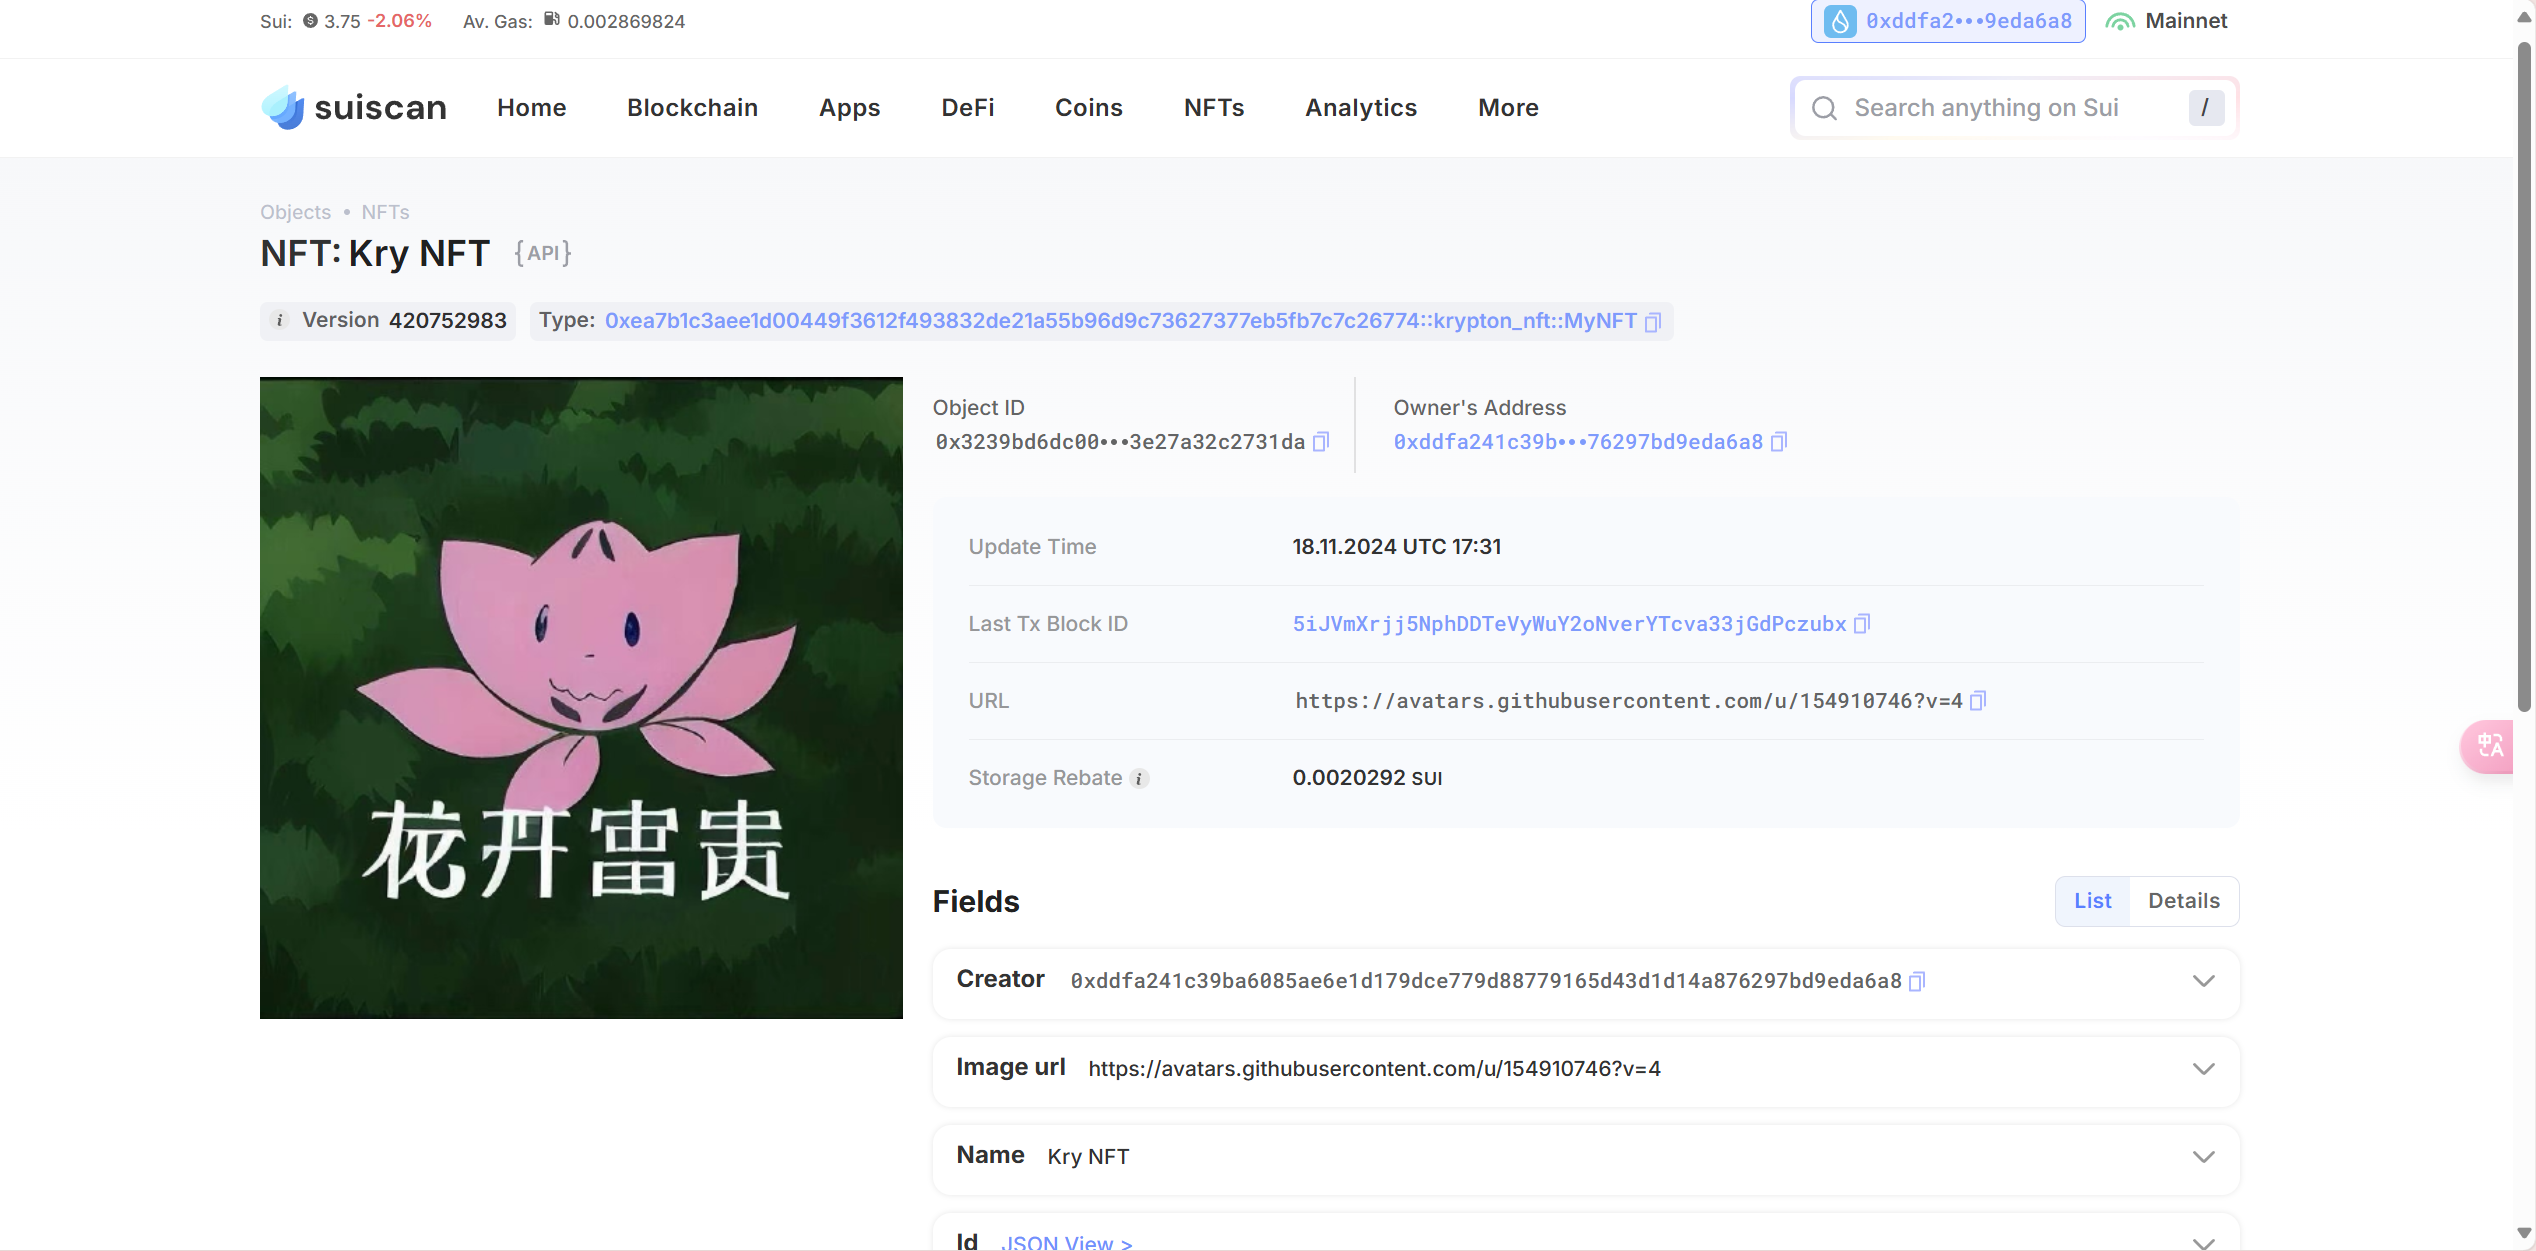 Sui: 3.75 -2.06% Av. Gas: 0.002869824
0xddfa2•••9eda6a8 Mainnet
suiscan Home Blockchain Apps DeFi Coins NFTs Analytics More Search anything on Sui /
Objects • NFTs
NFT: Kry NFT {API}
i Version 420752983 Type: 0xea7b1c3aee1d00449f3612f493832de21a55b96d9c73627377eb5fb7c7c26774::krypton_nft::MyNFT
Object ID
0x3239bd6dc00•••3e27a32c2731da
Owner's Address
0xddfa241c39b•••76297bd9eda6a8
Update Time 18.11.2024 UTC 17:31
Last Tx Block ID 5iJVmXrjj5NphDDTeVyWuY2oNverYTcva33jGdPczubx
URL https://avatars.githubusercontent.com/u/154910746?v=4
Storage Rebate i 0.0020292 SUI
花开富贵
Fields List Details
Creator 0xddfa241c39ba6085ae6e1d179dce779d88779165d43d1d14a876297bd9eda6a8
Image url https://avatars.githubusercontent.com/u/154910746?v=4
Name Kry NFT
Id JSON View >
中A